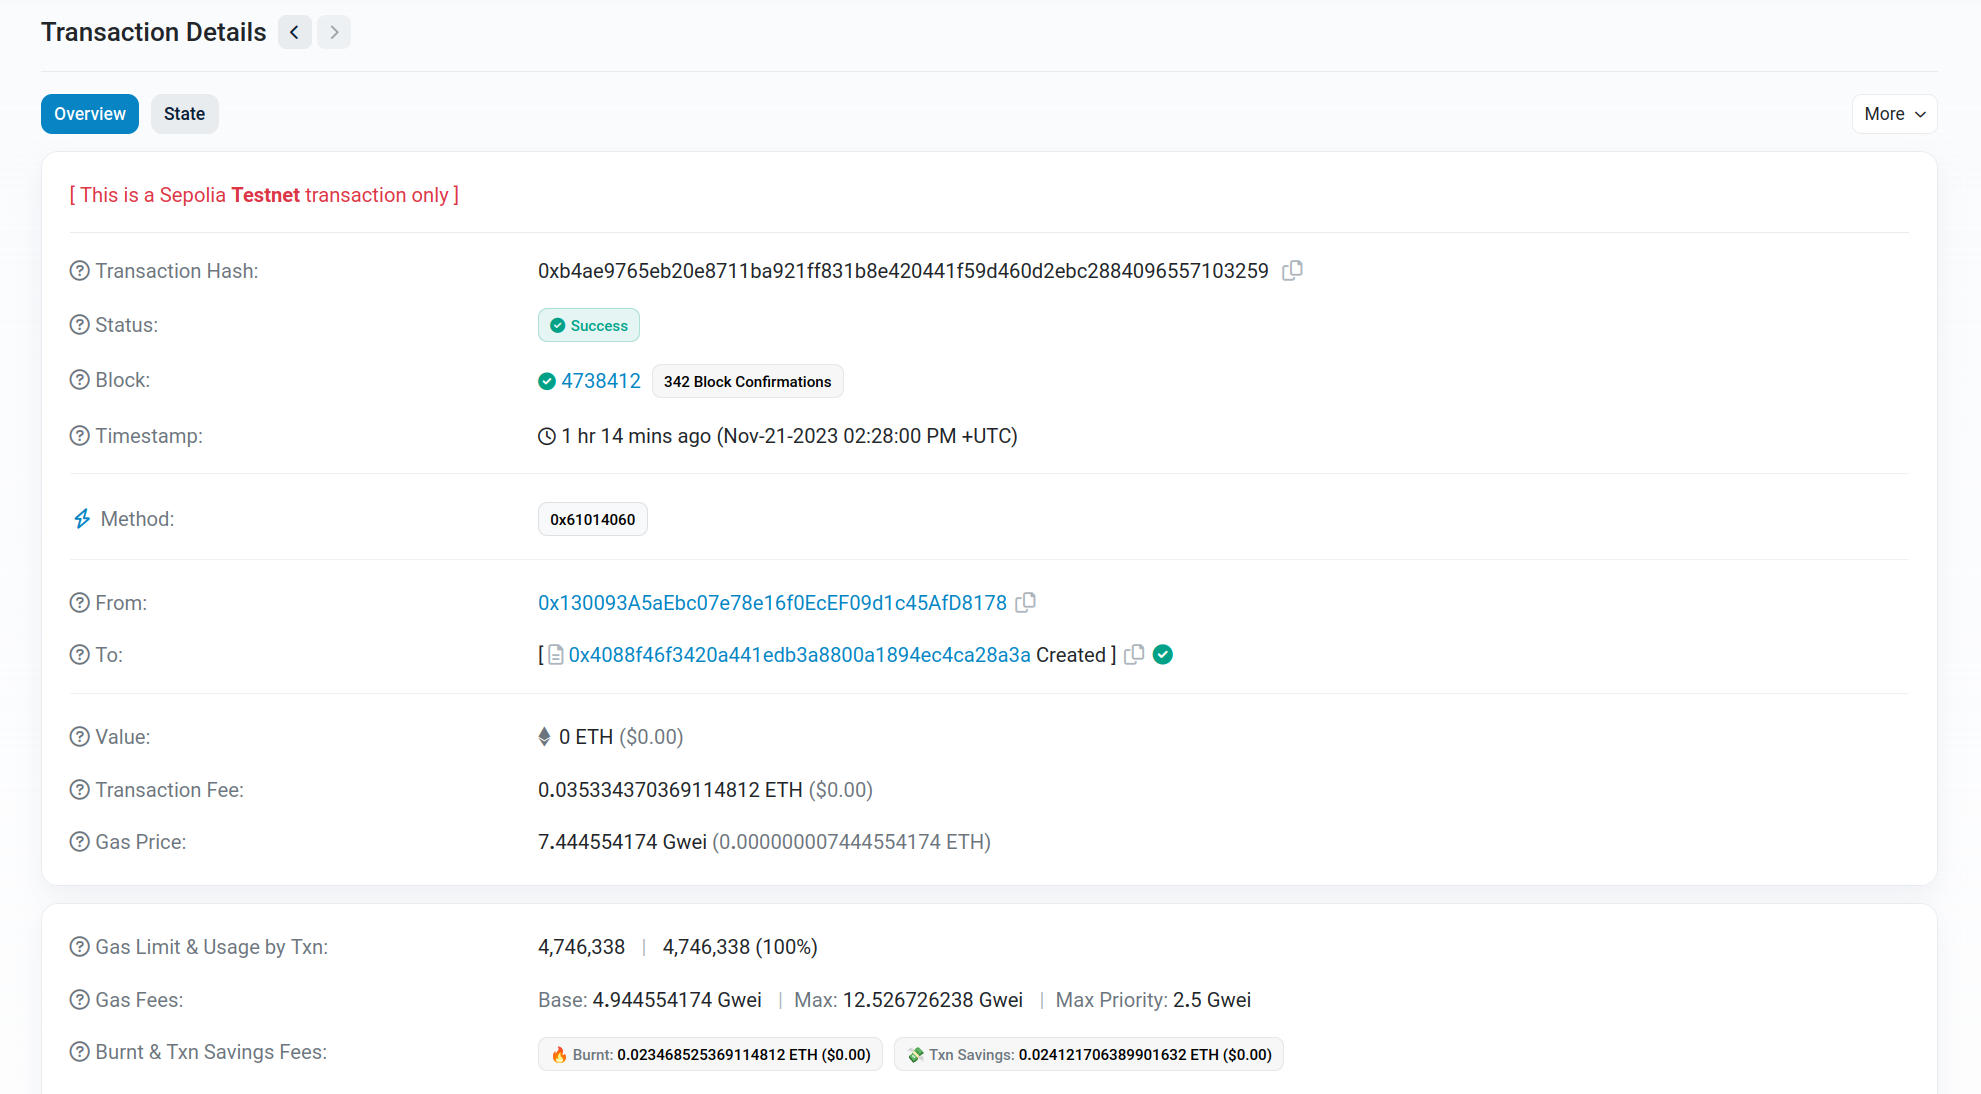 Transaction Details
Overview State More
[ This is a Sepolia Testnet transaction only ]
Transaction Hash: 0xb4ae9765eb20e8711ba921ff831b8e420441f59d460d2ebc2884096557103259
Status: Success
Block: 4738412 342 Block Confirmations
Timestamp: 1 hr 14 mins ago (Nov-21-2023 02:28:00 PM +UTC)
Method: 0x61014060
From: 0x130093A5aEbc07e78e16f0EcEF09d1c45AfD8178
To: [ 0x4088f46f3420a441edb3a8800a1894ec4ca28a3a Created ]
Value: 0 ETH ($0.00)
Transaction Fee: 0.035334370369114812 ETH ($0.00)
Gas Price: 7.444554174 Gwei (0.000000007444554174 ETH)
Gas Limit & Usage by Txn: 4,746,338 | 4,746,338 (100%)
Gas Fees: Base: 4.944554174 Gwei | Max: 12.526726238 Gwei | Max Priority: 2.5 Gwei
Burnt & Txn Savings Fees: Burnt: 0.023468525369114812 ETH ($0.00) Txn Savings: 0.024121706389901632 ETH ($0.00)